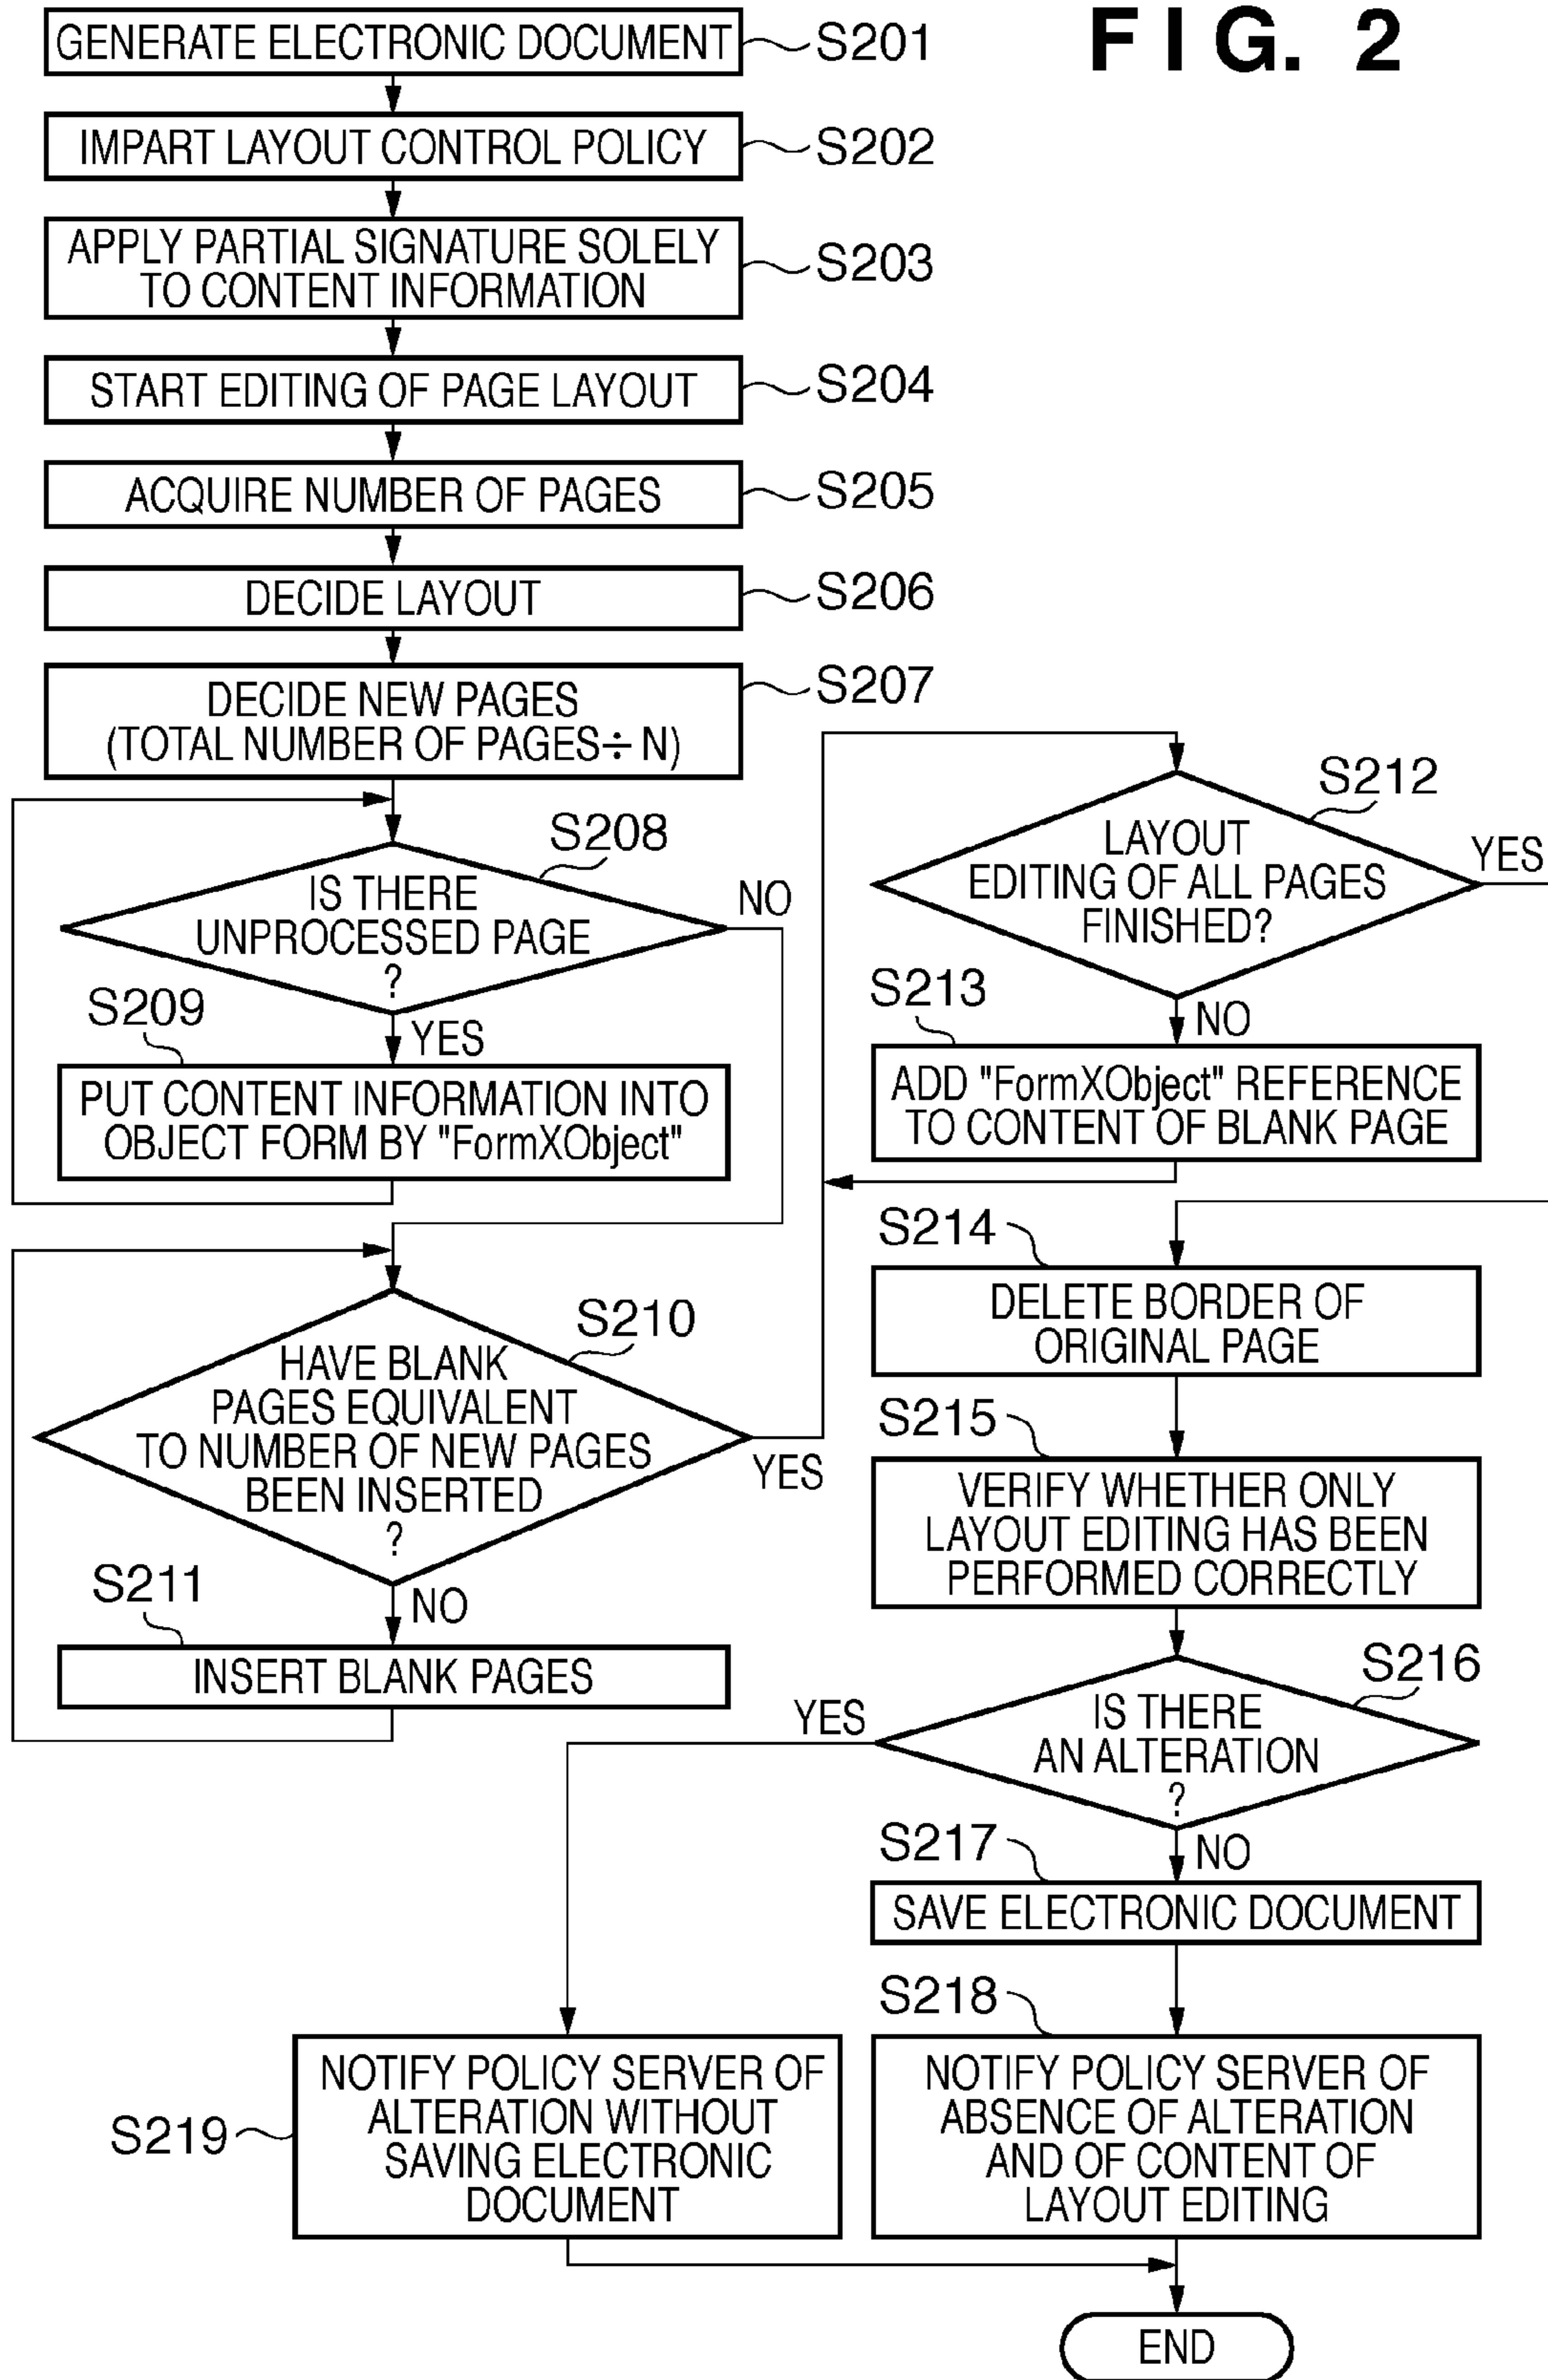 FIG. 2
GENERATE ELECTRONIC DOCUMENT
S201
IMPART LAYOUT CONTROL POLICY
S202
APPLY PARTIAL SIGNATURE SOLELY
TO CONTENT INFORMATION
S203
START EDITING OF PAGE LAYOUT
S204
ACQUIRE NUMBER OF PAGES
S205
DECIDE LAYOUT
S206
DECIDE NEW PAGES
(TOTAL NUMBER OF PAGES÷ N)
S207
S208
IS THERE
UNPROCESSED PAGE
?
NO
YES
S209
PUT CONTENT INFORMATION INTO
OBJECT FORM BY "FormXObject"
S210
HAVE BLANK
PAGES EQUIVALENT
TO NUMBER OF NEW PAGES
BEEN INSERTED
?
YES
NO
S211
INSERT BLANK PAGES
S212
LAYOUT
EDITING OF ALL PAGES
FINISHED?
YES
NO
S213
ADD "FormXObject" REFERENCE
TO CONTENT OF BLANK PAGE
S214
DELETE BORDER OF
ORIGINAL PAGE
S215
VERIFY WHETHER ONLY
LAYOUT EDITING HAS BEEN
PERFORMED CORRECTLY
S216
IS THERE
AN ALTERATION
?
YES
NO
S217
SAVE ELECTRONIC DOCUMENT
S218
NOTIFY POLICY SERVER OF
ABSENCE OF ALTERATION
AND OF CONTENT OF
LAYOUT EDITING
S219
NOTIFY POLICY SERVER OF
ALTERATION WITHOUT
SAVING ELECTRONIC
DOCUMENT
END